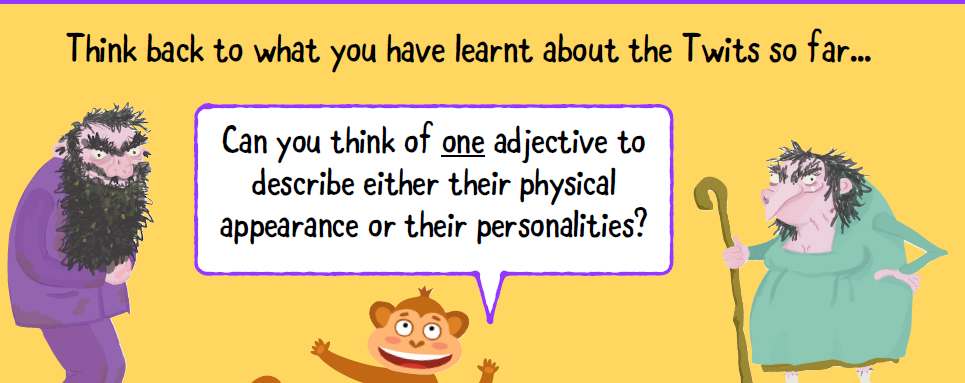 Think back to what you have learnt about the Twits so far...
Can you think of one adjective to
describe either their physical
appearance or their personalities?